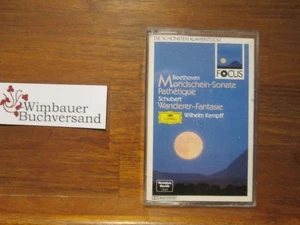 Wimbauer
Buchversand
DIE SCHÖNSTEN KLAVIERSTÜCKE
FOCUS
Beethoven
Mondschein-Sonate
Pathétique
Schubert
Wanderer-Fantasie
Wilhelm Kempff